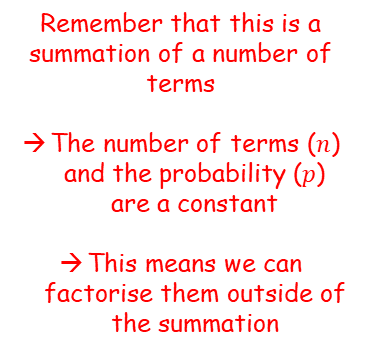 Remember that this is a
summation of a number of
terms
→ The number of terms (𝑛)
and the probability (𝑝)
are a constant
→ This means we can
factorise them outside of
the summation